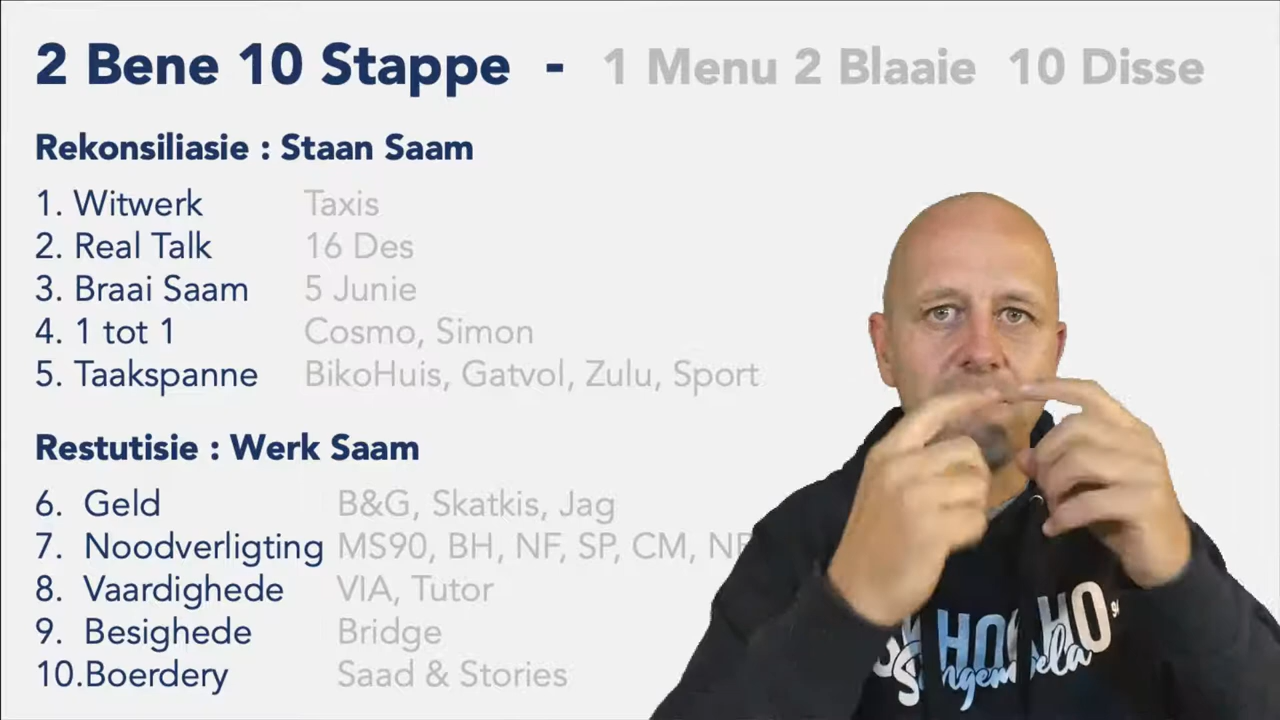 2 Bene 10 Stappe - 1 Menu 2 Blaaie 10 Disse
Rekonsiliasie : Staan Saam
1. Witwerk Taxis
2. Real Talk 16 Des
3. Braai Saam 5 Junie
4. 1 tot 1 Cosmo, Simon
5. Taakspanne BikoHuis, Gatvol, Zulu, Sport
Restutisie : Werk Saam
6. Geld B&G, Skatkis, Jag
7. Noodverligting MS90, BH, NF, SP, CM,
8. Vaardighede VIA, Tutor
9. Besighede Bridge
10.Boerdery Saad & Stories